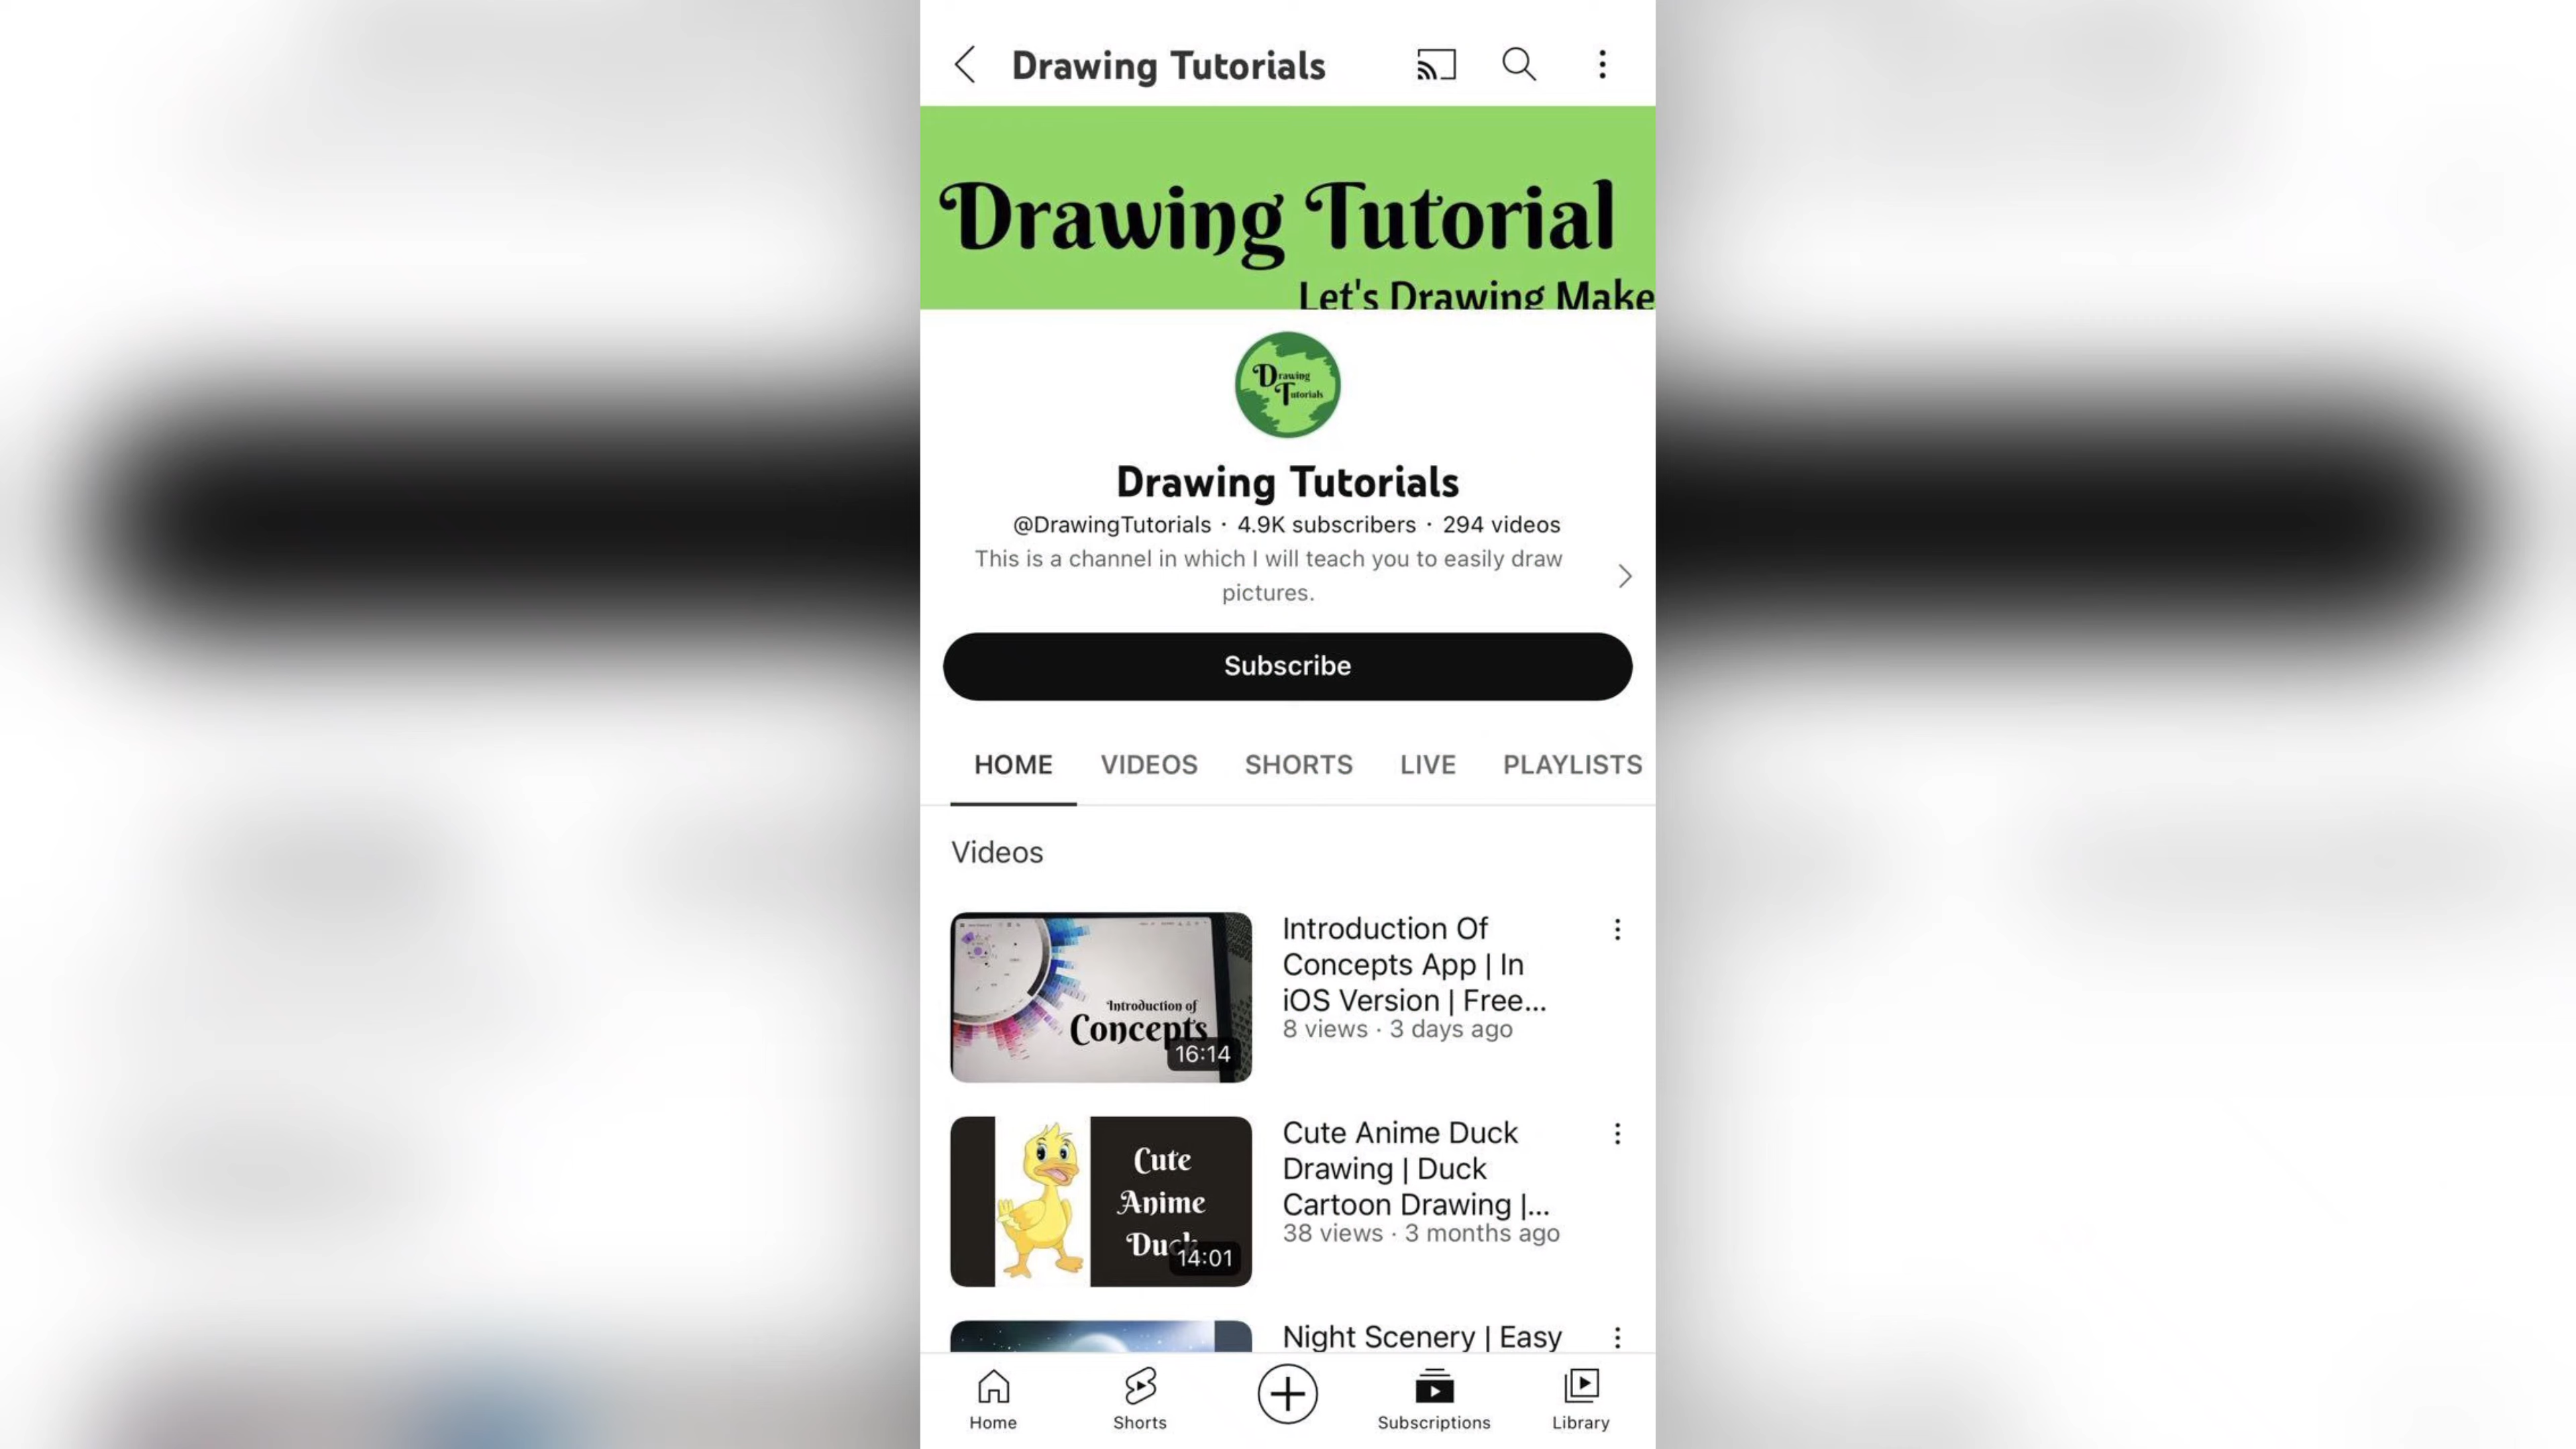 Drawing Tutorials
Drawing Tutorial
Let's Drawing Make
Drawing
Tutorials
Drawing Tutorials
@DrawingTutorials · 4.9K subscribers · 294 videos
This is a channel in which I will teach you to easily draw
pictures.
Subscribe
HOME VIDEOS SHORTS LIVE PLAYLISTS
Videos
Introduction of
Concepts
16:14
Introduction Of
Concepts App | In
iOS Version | Free...
8 views · 3 days ago
Cute
Anime
Duck
14:01
Cute Anime Duck
Drawing | Duck
Cartoon Drawing |...
38 views · 3 months ago
Night Scenery | Easy
Home Shorts Subscriptions Library